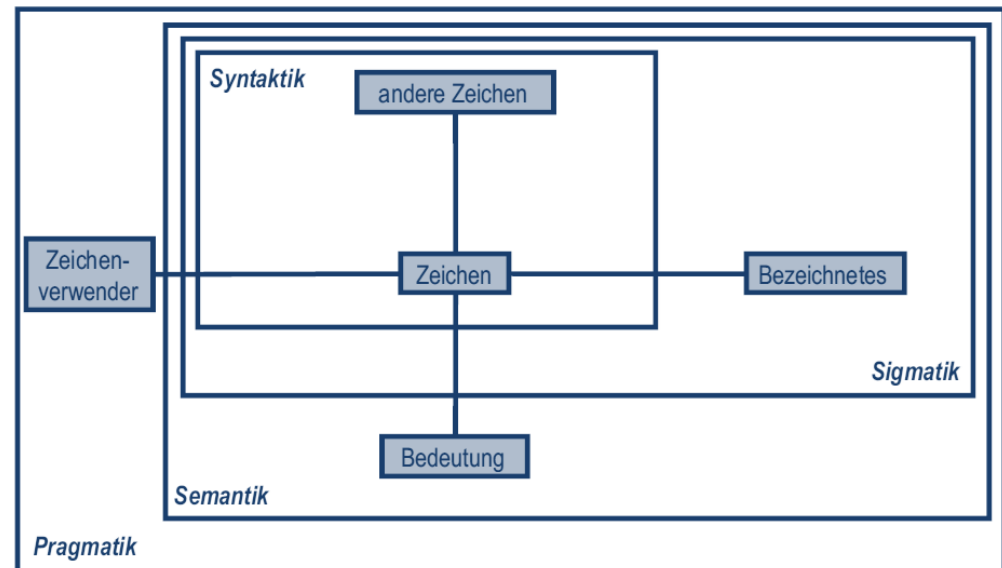 Syntaktik
andere Zeichen
Zeichen-
verwender
Zeichen
Bezeichnetes
Sigmatik
Bedeutung
Semantik
Pragmatik